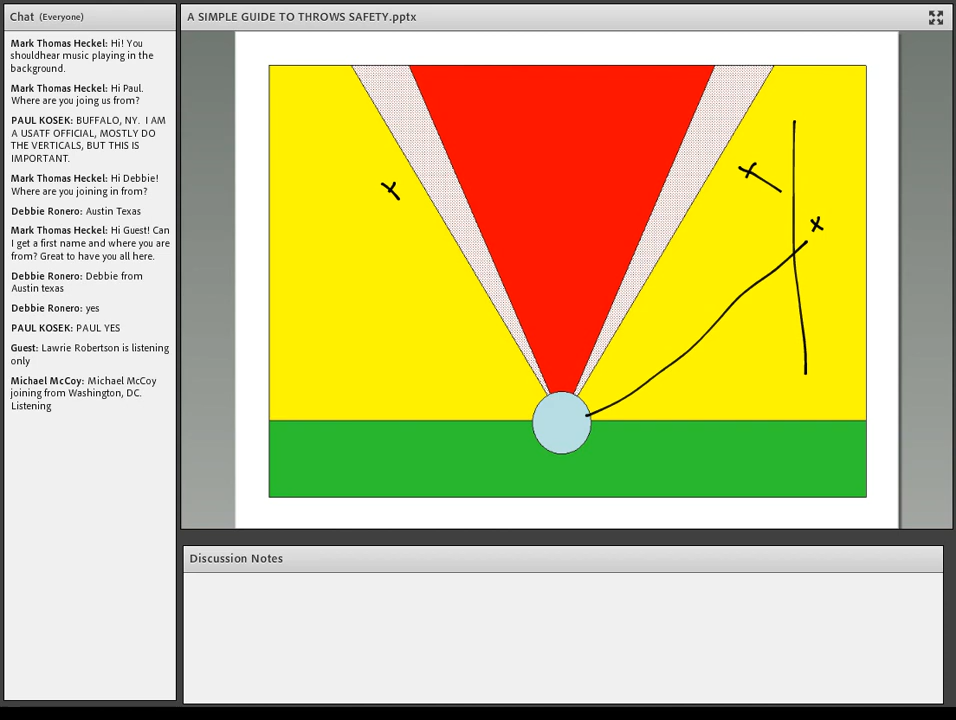 Chat (Everyone)
Mark Thomas Heckel: Hi! You
shouldhear music playing in the
background.
Mark Thomas Heckel: Hi Paul.
Where are you joing us from?
PAUL KOSEK: BUFFALO, NY. I AM
A USATF OFFICIAL, MOSTLY DO
THE VERTICALS, BUT THIS IS
IMPORTANT.
Mark Thomas Heckel: Hi Debbie!
Where are you joining in from?
Debbie Ronero: Austin Texas
Mark Thomas Heckel: Hi Guest! Can
I get a first name and where you are
from? Great to have you all here.
Debbie Ronero: Debbie from
Austin texas
Debbie Ronero: yes
PAUL KOSEK: PAUL YES
Guest: Lawrie Robertson is listening
only
Michael McCoy: Michael McCoy
joining from Washington, DC.
Listening
A SIMPLE GUIDE TO THROWS SAFETY.pptx
x
x
x
Discussion Notes